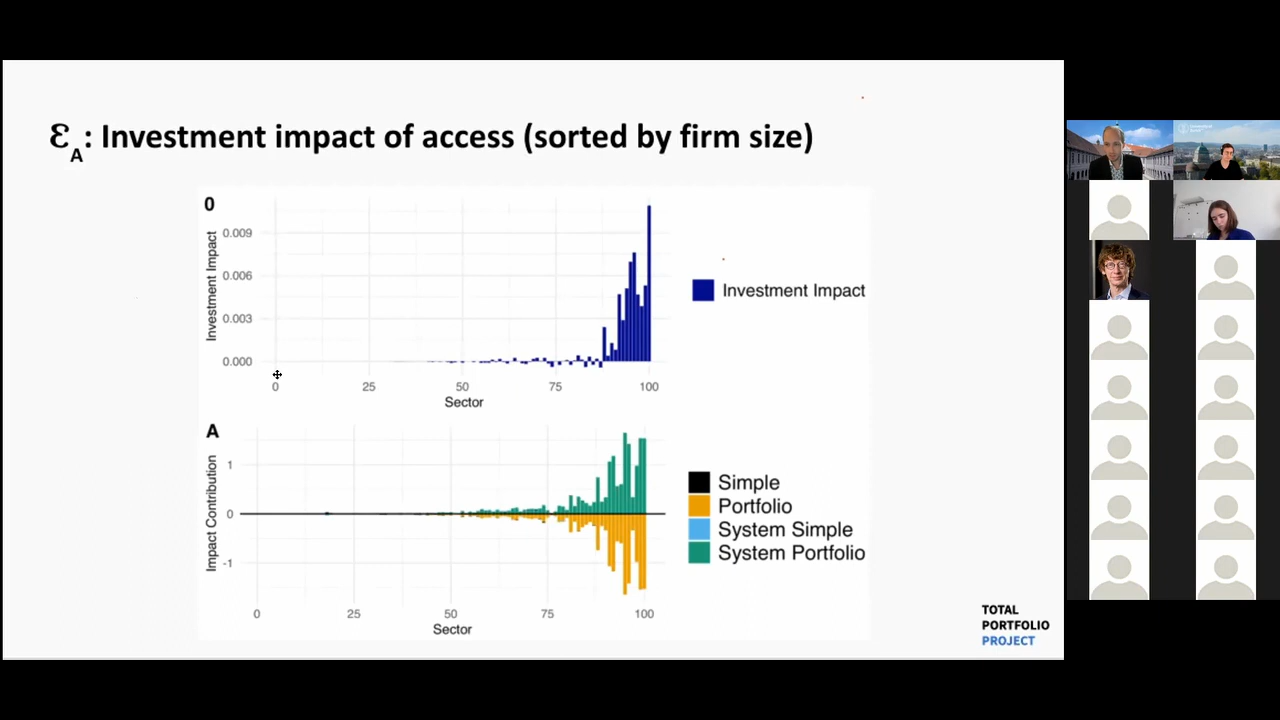 ℰA: Investment impact of access (sorted by firm size)
0
Investment Impact
0.009
0.006
0.003
0.000
0 25 50 75 100
Sector
Investment Impact
A
Impact Contribution
1
0
-1
0 25 50 75 100
Sector
Simple
Portfolio
System Simple
System Portfolio
TOTAL
PORTFOLIO
PROJECT